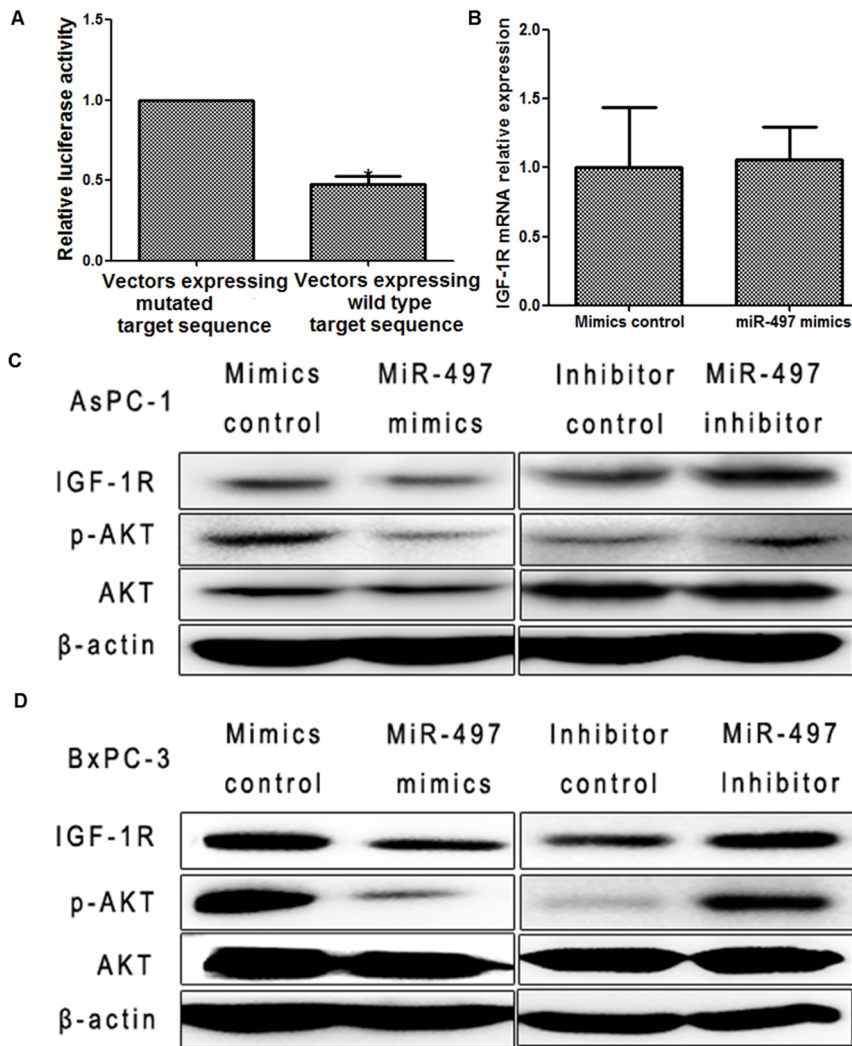 A
Relative luciferase activity
1.5
1.0
0.5
0.0
Vectors expressing
mutated
target sequence
Vectors expressing
wild type
target sequence
*
B
IGF-1R mRNA relative expression
2.0
1.5
1.0
0.5
0.0
Mimics control
miR-497 mimics
C
AsPC-1
Mimics control
MiR-497 mimics
Inhibitor control
MiR-497 inhibitor
IGF-1R
p-AKT
AKT
β-actin
D
BxPC-3
Mimics control
MiR-497 mimics
Inhibitor control
MiR-497 Inhibitor
IGF-1R
p-AKT
AKT
β-actin